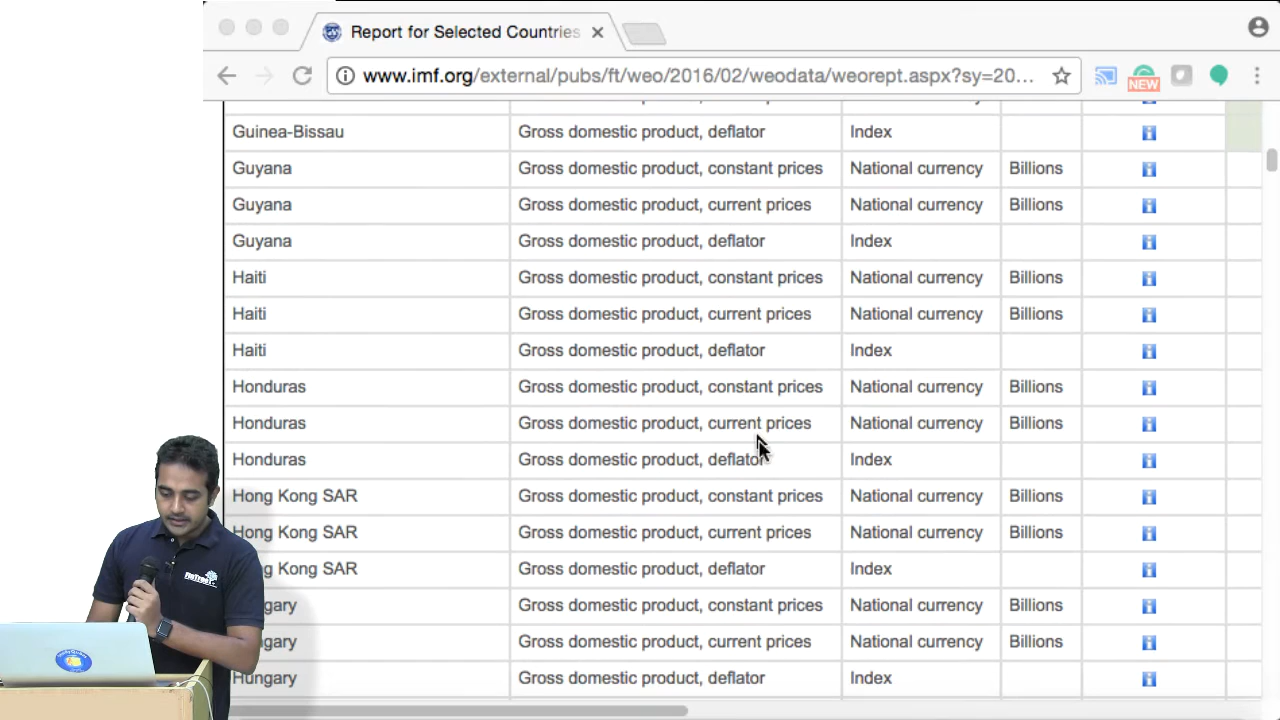 Report for Selected Countries
www.imf.org/external/pubs/ft/weo/2016/02/weodata/weorept.aspx?sy=20...
NEW
Guinea-Bissau Gross domestic product, deflator Index
Guyana Gross domestic product, constant prices National currency Billions
Guyana Gross domestic product, current prices National currency Billions
Guyana Gross domestic product, deflator Index
Haiti Gross domestic product, constant prices National currency Billions
Haiti Gross domestic product, current prices National currency Billions
Haiti Gross domestic product, deflator Index
Honduras Gross domestic product, constant prices National currency Billions
Honduras Gross domestic product, current prices National currency Billions
Honduras Gross domestic product, deflator Index
Hong Kong SAR Gross domestic product, constant prices National currency Billions
Hong Kong SAR Gross domestic product, current prices National currency Billions
ng Kong SAR Gross domestic product, deflator Index
gary Gross domestic product, constant prices National currency Billions
gary Gross domestic product, current prices National currency Billions
Hungary Gross domestic product, deflator Index